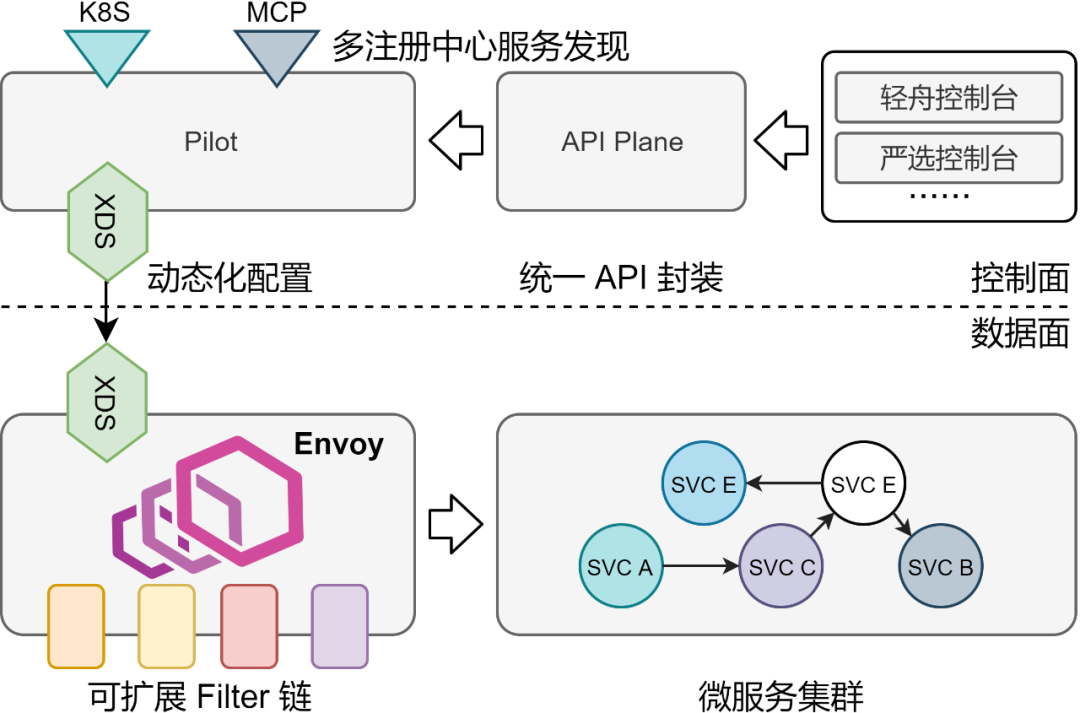 K8S
MCP
多注册中心服务发现
Pilot
API Plane
轻舟控制台
严选控制台
······
XDS
动态化配置
统一 API 封装
控制面
数据面
XDS
Envoy
SVC E
SVC E
SVC A
SVC C
SVC B
可扩展 Filter 链
微服务集群